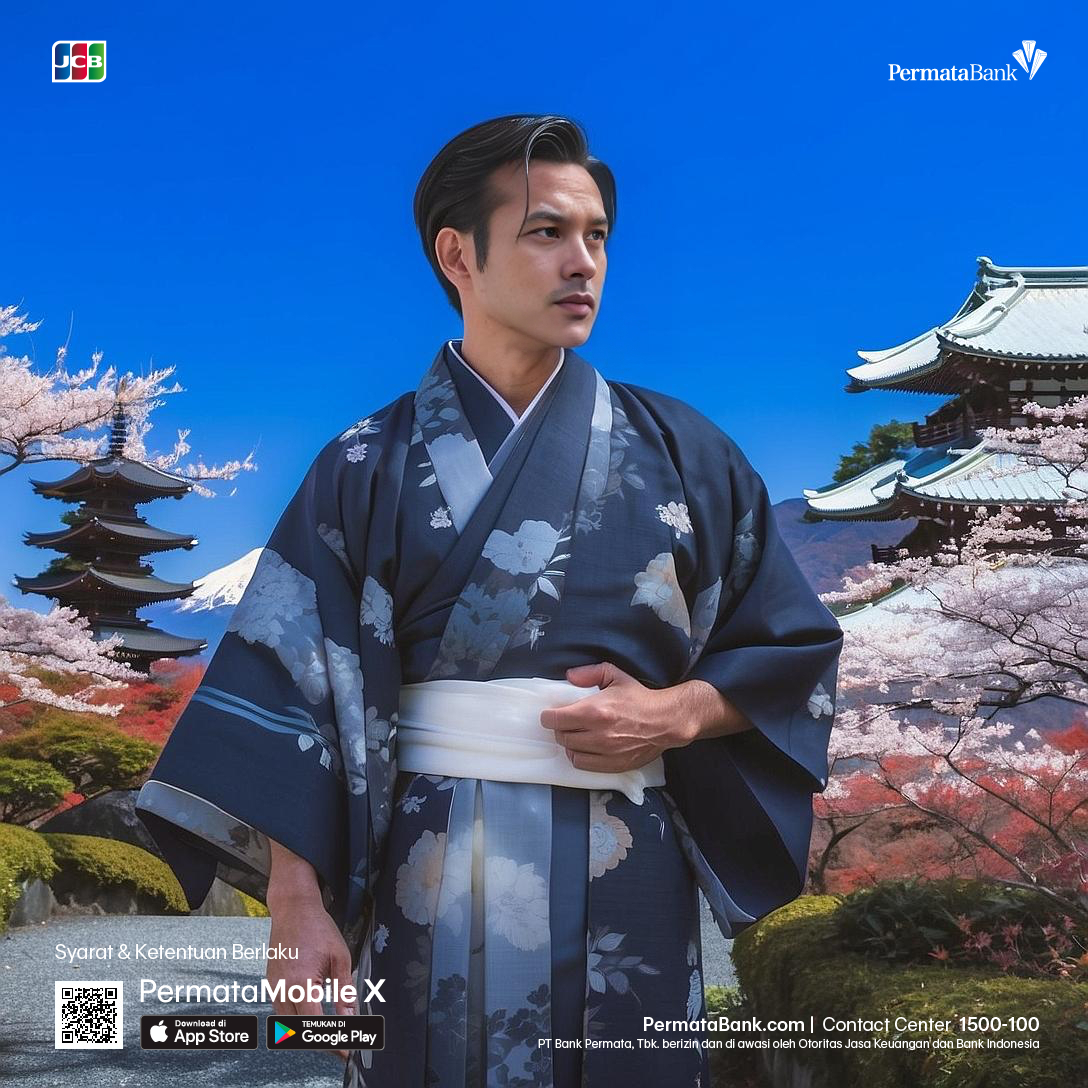 JCB
PermataBank
Syarat & Ketentuan Berlaku
PermataMobile X
Download di
App Store
TEMUKAN DI
Google Play
PermataBank.com | Contact Center 1500-100
PT Bank Permata, Tbk. berizin dan di awasi oleh Otoritas Jasa Keuangan dan Bank Indonesia